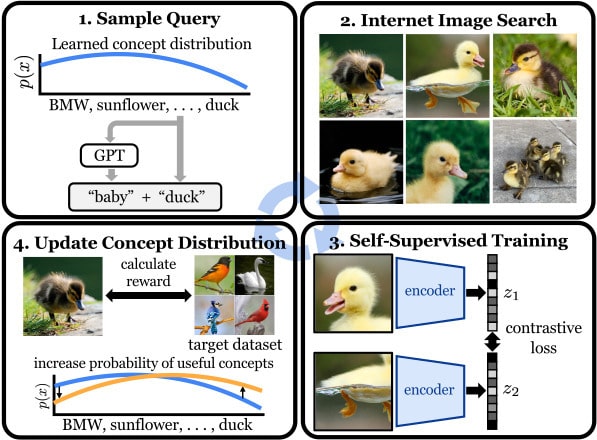 1. Sample Query
Learned concept distribution
p(x)
BMW, sunflower, . . . , duck
GPT
“baby” + “duck”
2. Internet Image Search
3. Self-Supervised Training
encoder
z1
contrastive
loss
encoder
z2
4. Update Concept Distribution
calculate
reward
target dataset
increase probability of useful concepts
p(x)
BMW, sunflower, . . . , duck